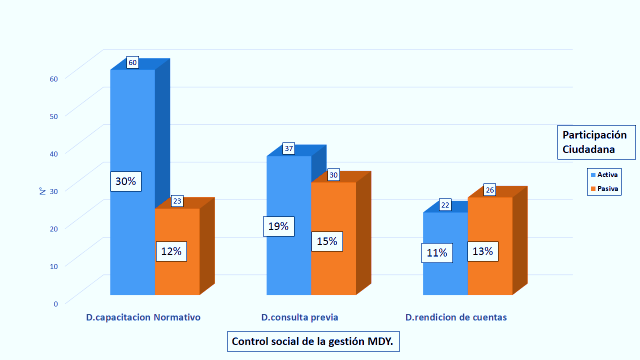 60
50
40
30
20
10
0
N°
60
30%
23
12%
37
19%
30
15%
22
11%
26
13%
D.capacitacion Normativo
D.consulta previa
D.rendicion de cuentas
Control social de la gestión MDY.
Participación
Ciudadana
Activa
Pasiva